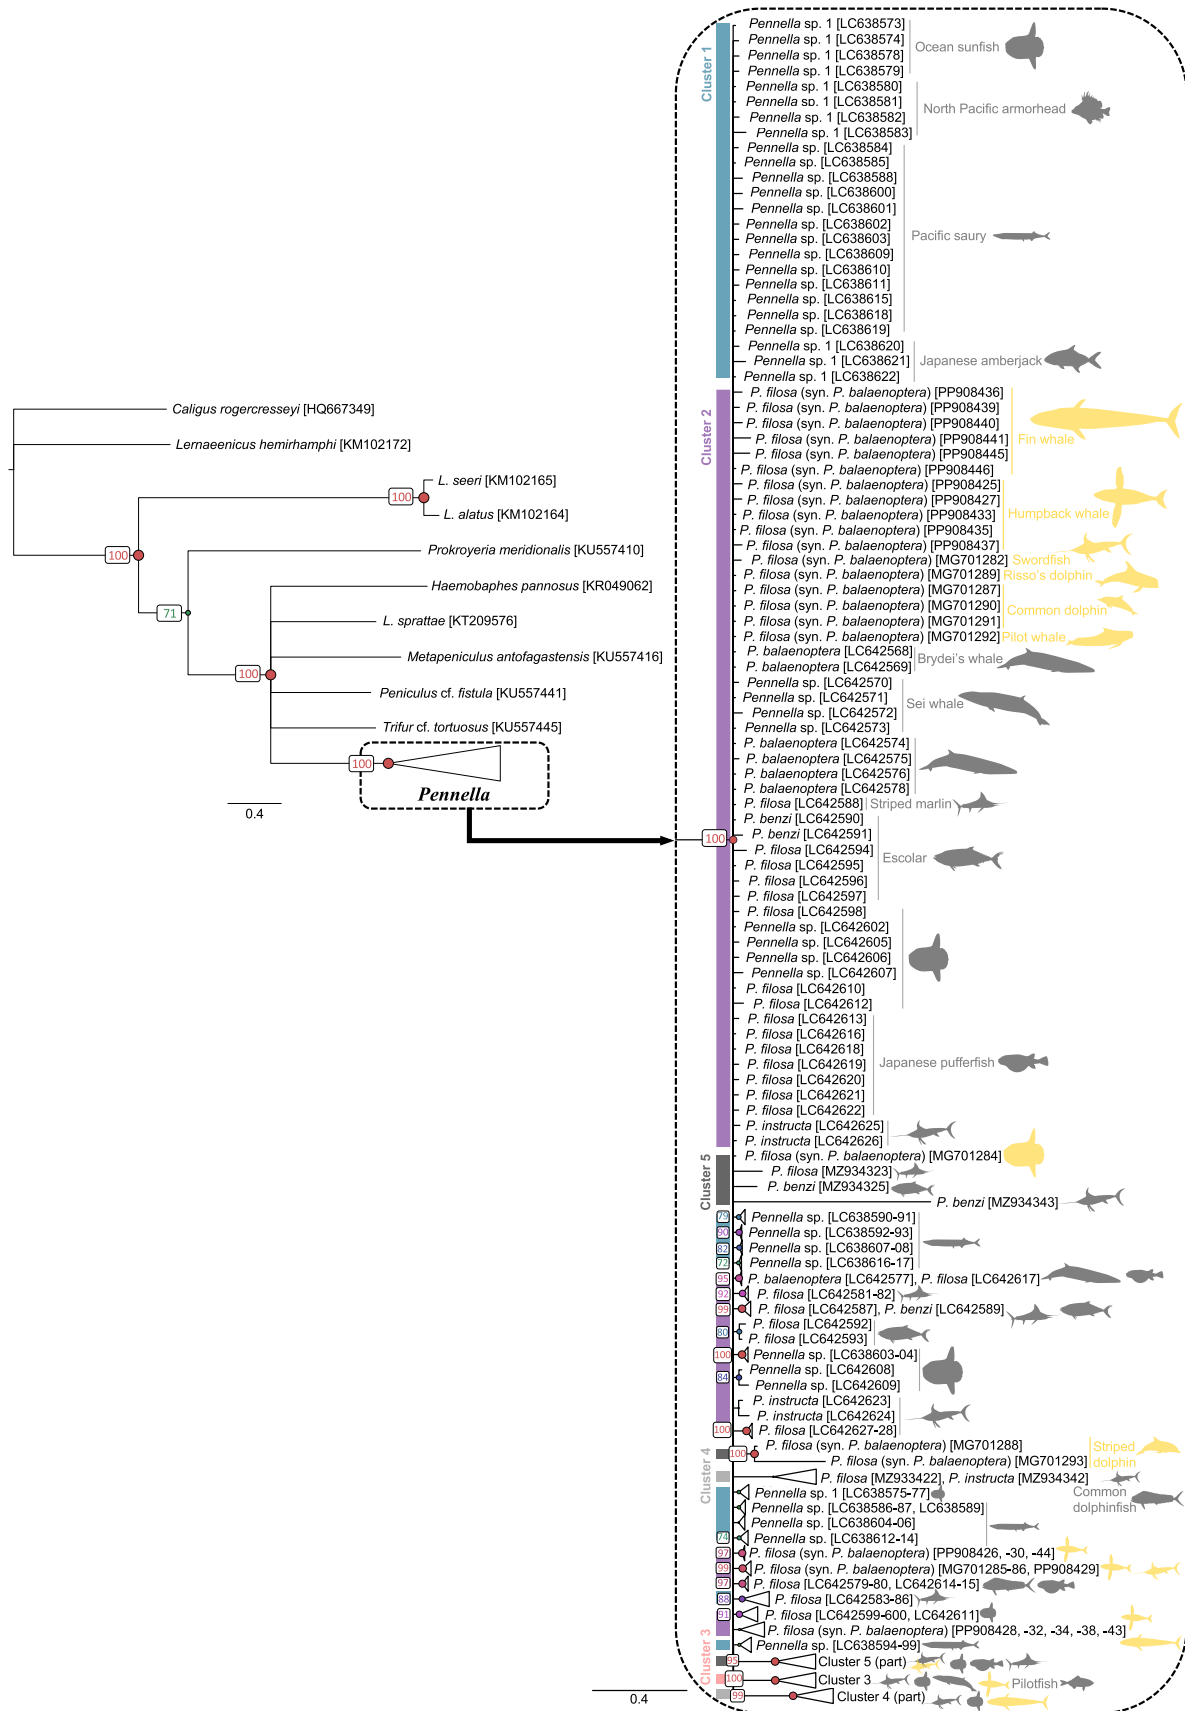 Caligus rogercresseyi [HQ667349]
Lernaeenicus hemirhamphi [KM102172]
L. seeri [KM102165]
100
L. alatus [KM102164]
Prokroyeria meridionalis [KU557410]
100
Haemobaphes pannosus [KR049062]
71
L. sprattae [KT209576]
Metapeniculus antofagastensis [KU557416]
100
Peniculus cf. fistula [KU557441]
Trifur cf. tortuosus [KU557445]
100
Pennella
0.4
Cluster 1
Pennella sp. 1 [LC638573]
Pennella sp. 1 [LC638574]
Ocean sunfish
Pennella sp. 1 [LC638578]
Pennella sp. 1 [LC638579]
Pennella sp. 1 [LC638580]
Pennella sp. 1 [LC638581]
North Pacific armorhead
Pennella sp. 1 [LC638582]
Pennella sp. 1 [LC638583]
Pennella sp. [LC638584]
Pennella sp. [LC638585]
Pennella sp. [LC638588]
Pennella sp. [LC638600]
Pennella sp. [LC638601]
Pennella sp. [LC638602]
Pacific saury
Pennella sp. [LC638603]
Pennella sp. [LC638609]
Pennella sp. [LC638610]
Pennella sp. [LC638611]
Pennella sp. [LC638615]
Pennella sp. [LC638618]
Pennella sp. [LC638619]
Pennella sp. 1 [LC638620]
Pennella sp. 1 [LC638621]
Japanese amberjack
Pennella sp. 1 [LC638622]
Cluster 2
P. filosa (syn. P. balaenoptera) [PP908436]
P. filosa (syn. P. balaenoptera) [PP908439]
P. filosa (syn. P. balaenoptera) [PP908440]
P. filosa (syn. P. balaenoptera) [PP908441]
Fin whale
P. filosa (syn. P. balaenoptera) [PP908445]
P. filosa (syn. P. balaenoptera) [PP908446]
P. filosa (syn. P. balaenoptera) [PP908425]
P. filosa (syn. P. balaenoptera) [PP908427]
P. filosa (syn. P. balaenoptera) [PP908433]
Humpback whale
P. filosa (syn. P. balaenoptera) [PP908435]
P. filosa (syn. P. balaenoptera) [PP908437]
P. filosa (syn. P. balaenoptera) [MG701282]
Swordfish
P. filosa (syn. P. balaenoptera) [MG701289]
Risso's dolphin
P. filosa (syn. P. balaenoptera) [MG701287]
P. filosa (syn. P. balaenoptera) [MG701290]
Common dolphin
P. filosa (syn. P. balaenoptera) [MG701291]
P. filosa (syn. P. balaenoptera) [MG701292]
Pilot whale
P. balaenoptera [LC642568]
Brydei's whale
P. balaenoptera [LC642569]
Pennella sp. [LC642570]
Pennella sp. [LC642571]
Sei whale
Pennella sp. [LC642572]
Pennella sp. [LC642573]
P. balaenoptera [LC642574]
P. balaenoptera [LC642575]
P. balaenoptera [LC642576]
P. balaenoptera [LC642578]
P. filosa [LC642588]
Striped marlin
P. benzi [LC642590]
100
P. benzi [LC642591]
P. filosa [LC642594]
Escolar
P. filosa [LC642595]
P. filosa [LC642596]
P. filosa [LC642597]
P. filosa [LC642598]
Pennella sp. [LC642602]
Pennella sp. [LC642605]
Pennella sp. [LC642606]
Pennella sp. [LC642607]
P. filosa [LC642610]
P. filosa [LC642612]
P. filosa [LC642613]
P. filosa [LC642616]
P. filosa [LC642618]
P. filosa [LC642619]
Japanese pufferfish
P. filosa [LC642620]
P. filosa [LC642621]
P. filosa [LC642622]
P. instructa [LC642625]
P. instructa [LC642626]
Cluster 5
P. filosa (syn. P. balaenoptera) [MG701284]
P. filosa [MZ934323]
P. benzi [MZ934325]
P. benzi [MZ934343]
79
Pennella sp. [LC638590-91]
90
Pennella sp. [LC638592-93]
82
Pennella sp. [LC638607-08]
72
Pennella sp. [LC638616-17]
95
P. balaenoptera [LC642577], P. filosa [LC642617]
92
P. filosa [LC642581-82]
99
P. filosa [LC642587], P. benzi [LC642589]
P. filosa [LC642592]
80
P. filosa [LC642593]
100
Pennella sp. [LC638603-04]
Pennella sp. [LC642608]
84
Pennella sp. [LC642609]
P. instructa [LC642623]
P. instructa [LC642624]
100
P. filosa [LC642627-28]
Cluster 4
P. filosa (syn. P. balaenoptera) [MG701288]
100
Striped
dolphin
P. filosa (syn. P. balaenoptera) [MG701293]
P. filosa [MZ933422], P. instructa [MZ934342]
Common
dolphinfish
Pennella sp. 1 [LC638575-77]
Pennella sp. [LC638586-87, LC638589]
Pennella sp. [LC638604-06]
74
Pennella sp. [LC638612-14]
97
P. filosa (syn. P. balaenoptera) [PP908426, -30, -44]
99
P. filosa (syn. P. balaenoptera) [MG701285-86, PP908429]
97
P. filosa [LC642579-80, LC642614-15]
88
P. filosa [LC642583-86]
91
P. filosa [LC642599-600, LC642611]
P. filosa (syn. P. balaenoptera) [PP908428, -32, -34, -38, -43]
Cluster 3
Pennella sp. [LC638594-99]
95
Cluster 5 (part)
100
Cluster 3
Pilotfish
99
Cluster 4 (part)
0.4